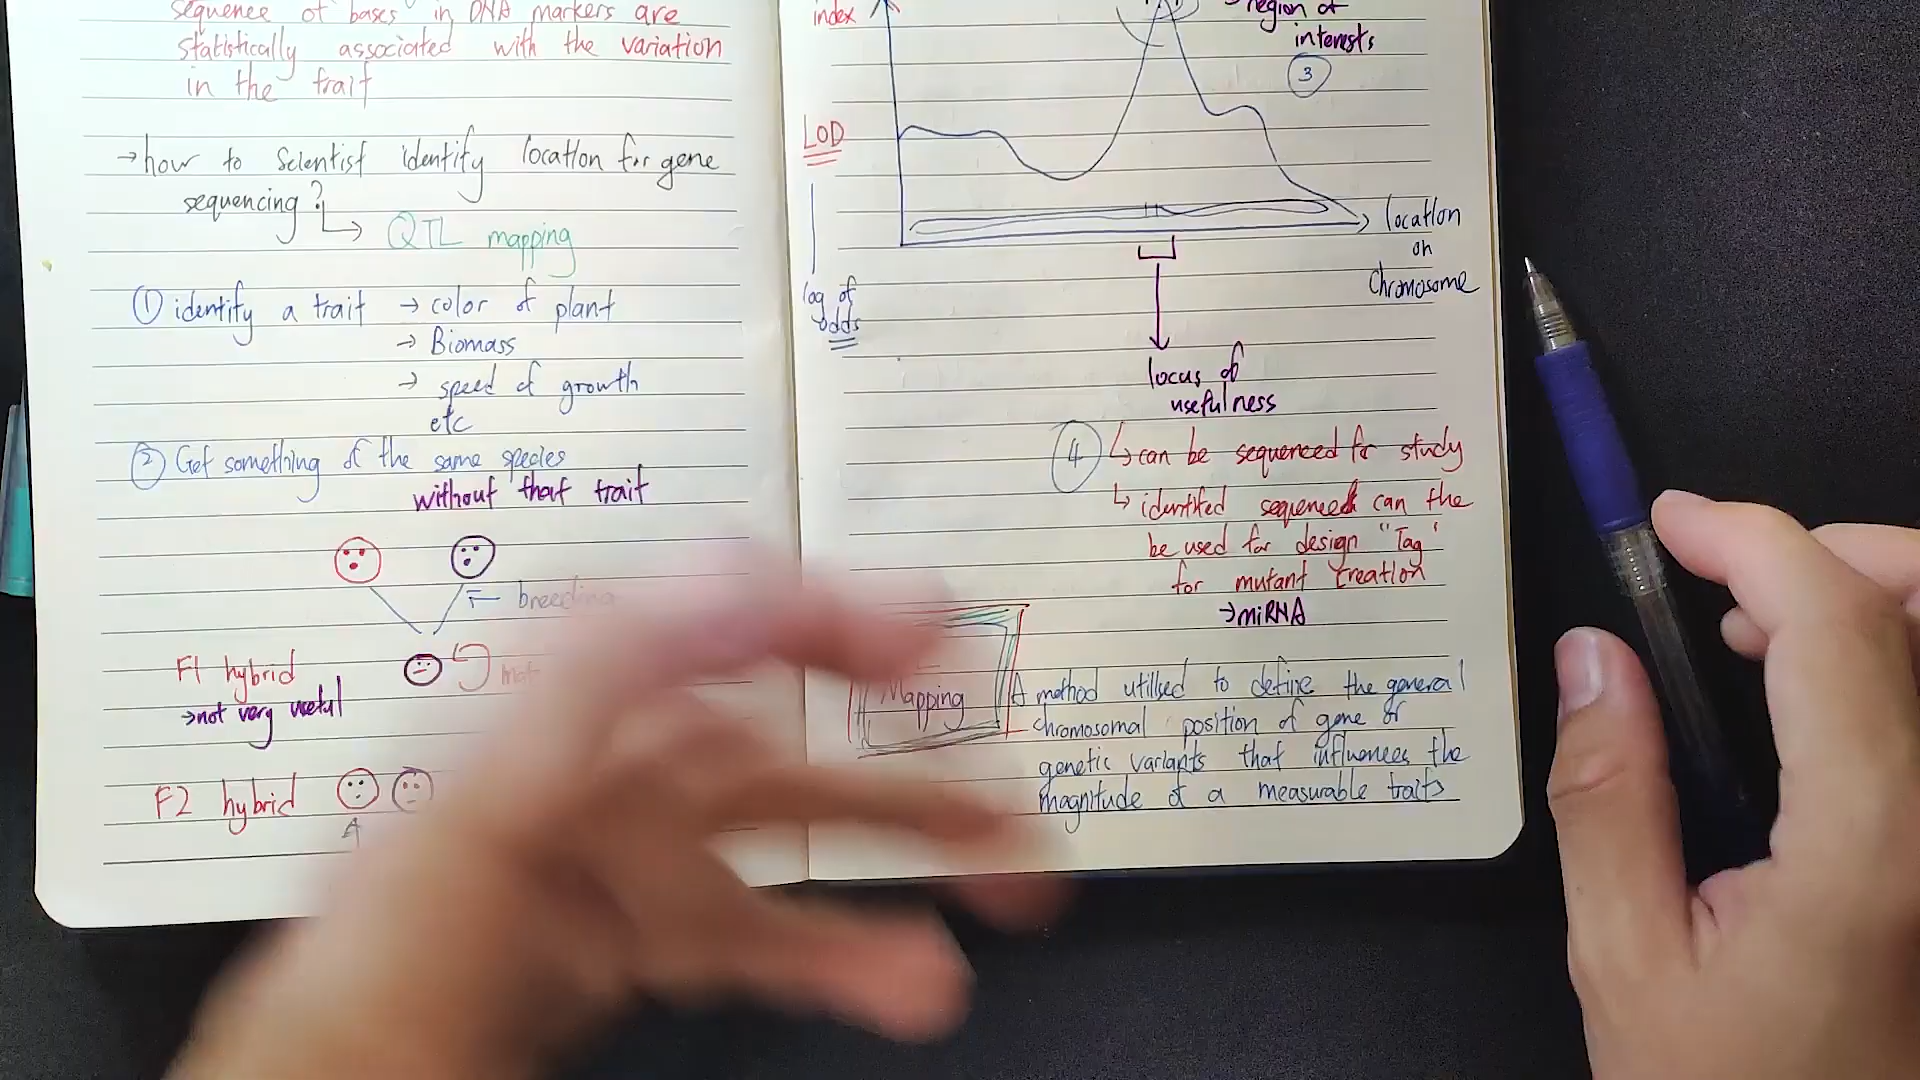 sequence of bases in DNA markers are
statistically associated with the variation
in the trait
→ how to Scientist identify location for gene
sequencing?
↳ QTL mapping
① identify a trait → color of plant
→ Biomass
→ speed of growth
etc
② Get something of the same species
without that trait
← breeding
F1 hybrid
→ not very useful
F2 hybrid
A
index
region of
interests
③
LOD
log of
odds
location
on
chromosome
locus of
usefulness
④ ↳ can be sequenced for study
↳ identified sequenced can the
be used for design "Tag"
for mutant creation
→ miRNA
Mapping
A method utilised to define the general
chromosomal position of gene or
genetic variants that influences the
magnitude of a measurable traits